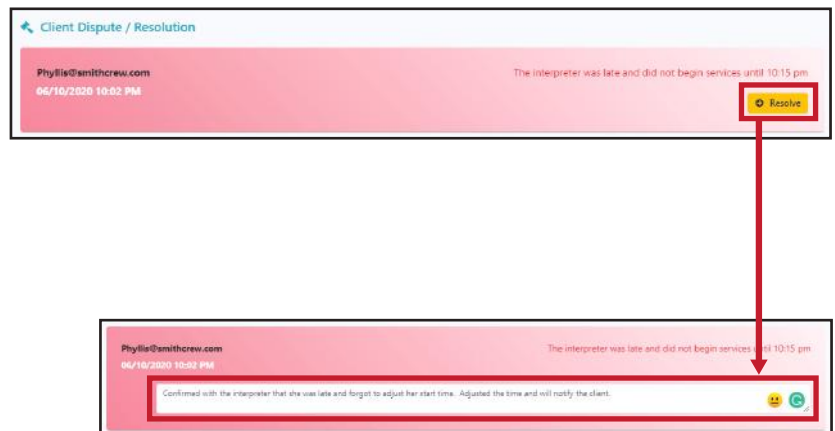 Client Dispute / Resolution
Phyllis@smithcrew.com
The interpreter was late and did not begin services until 10:15 pm
06/10/2020 10:02 PM
Resolve
Phyllis@smithcrew.com
The interpreter was late and did not begin services until 10:15 pm
06/10/2020 10:02 PM
Confirmed with the interpreter that she was late and forgot to adjust her start time. Adjusted the time and will notify the client.